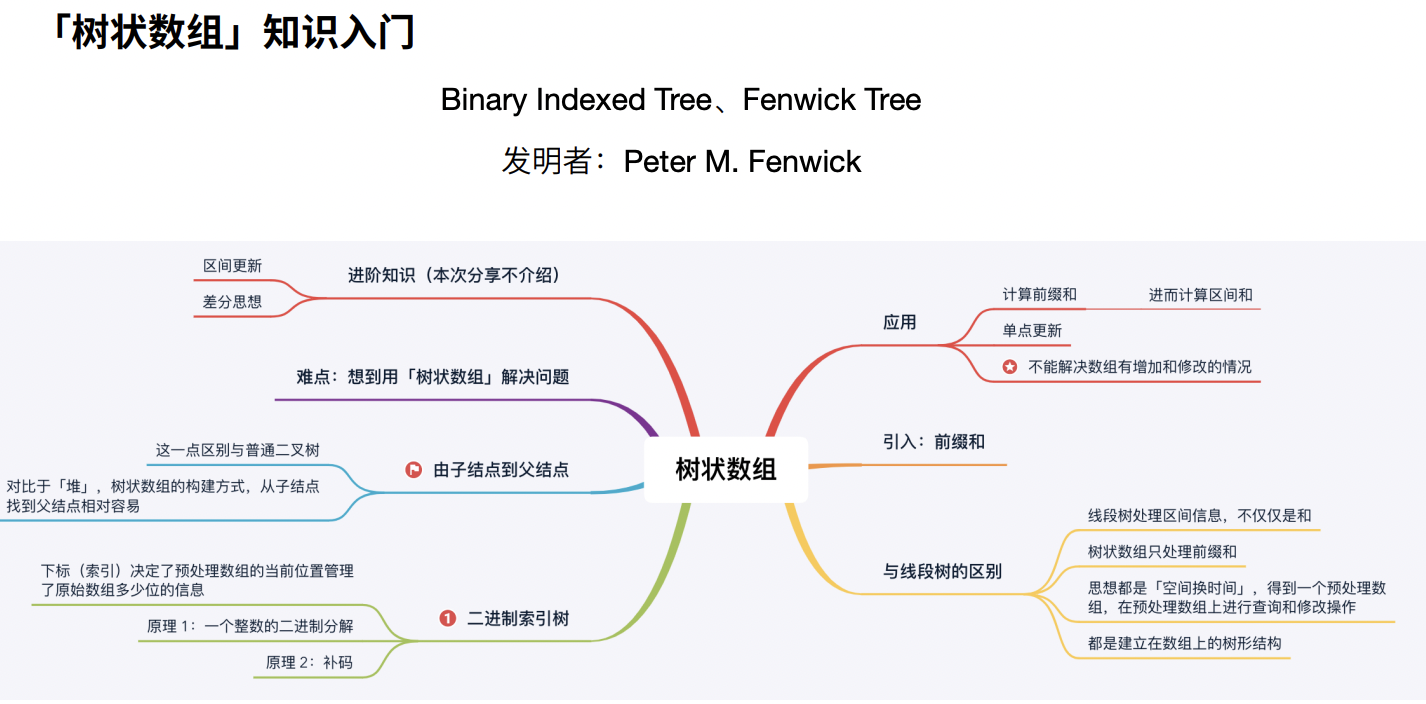 「树状数组」知识入门
Binary Indexed Tree、Fenwick Tree
发明者：Peter M. Fenwick
区间更新
差分思想
进阶知识（本次分享不介绍）
难点：想到用「树状数组」解决问题
这一点区别与普通二叉树
对比于「堆」，树状数组的构建方式，从子结点
找到父结点相对容易
由子结点到父结点
下标（索引）决定了预处理数组的当前位置管理
了原始数组多少位的信息
原理 1：一个整数的二进制分解
原理 2：补码
1 二进制索引树
树状数组
应用
计算前缀和
进而计算区间和
单点更新
不能解决数组有增加和修改的情况
引入：前缀和
与线段树的区别
线段树处理区间信息，不仅仅是和
树状数组只处理前缀和
思想都是「空间换时间」，得到一个预处理数
组，在预处理数组上进行查询和修改操作
都是建立在数组上的树形结构